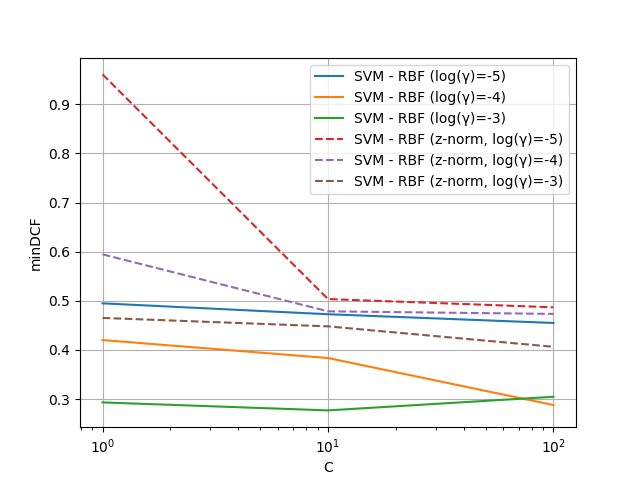 SVM - RBF (log(γ)=-5)
SVM - RBF (log(γ)=-4)
SVM - RBF (log(γ)=-3)
SVM - RBF (z-norm, log(γ)=-5)
SVM - RBF (z-norm, log(γ)=-4)
SVM - RBF (z-norm, log(γ)=-3)
minDCF
0.9
0.8
0.7
0.6
0.5
0.4
0.3
10⁰ 10¹ 10²
C